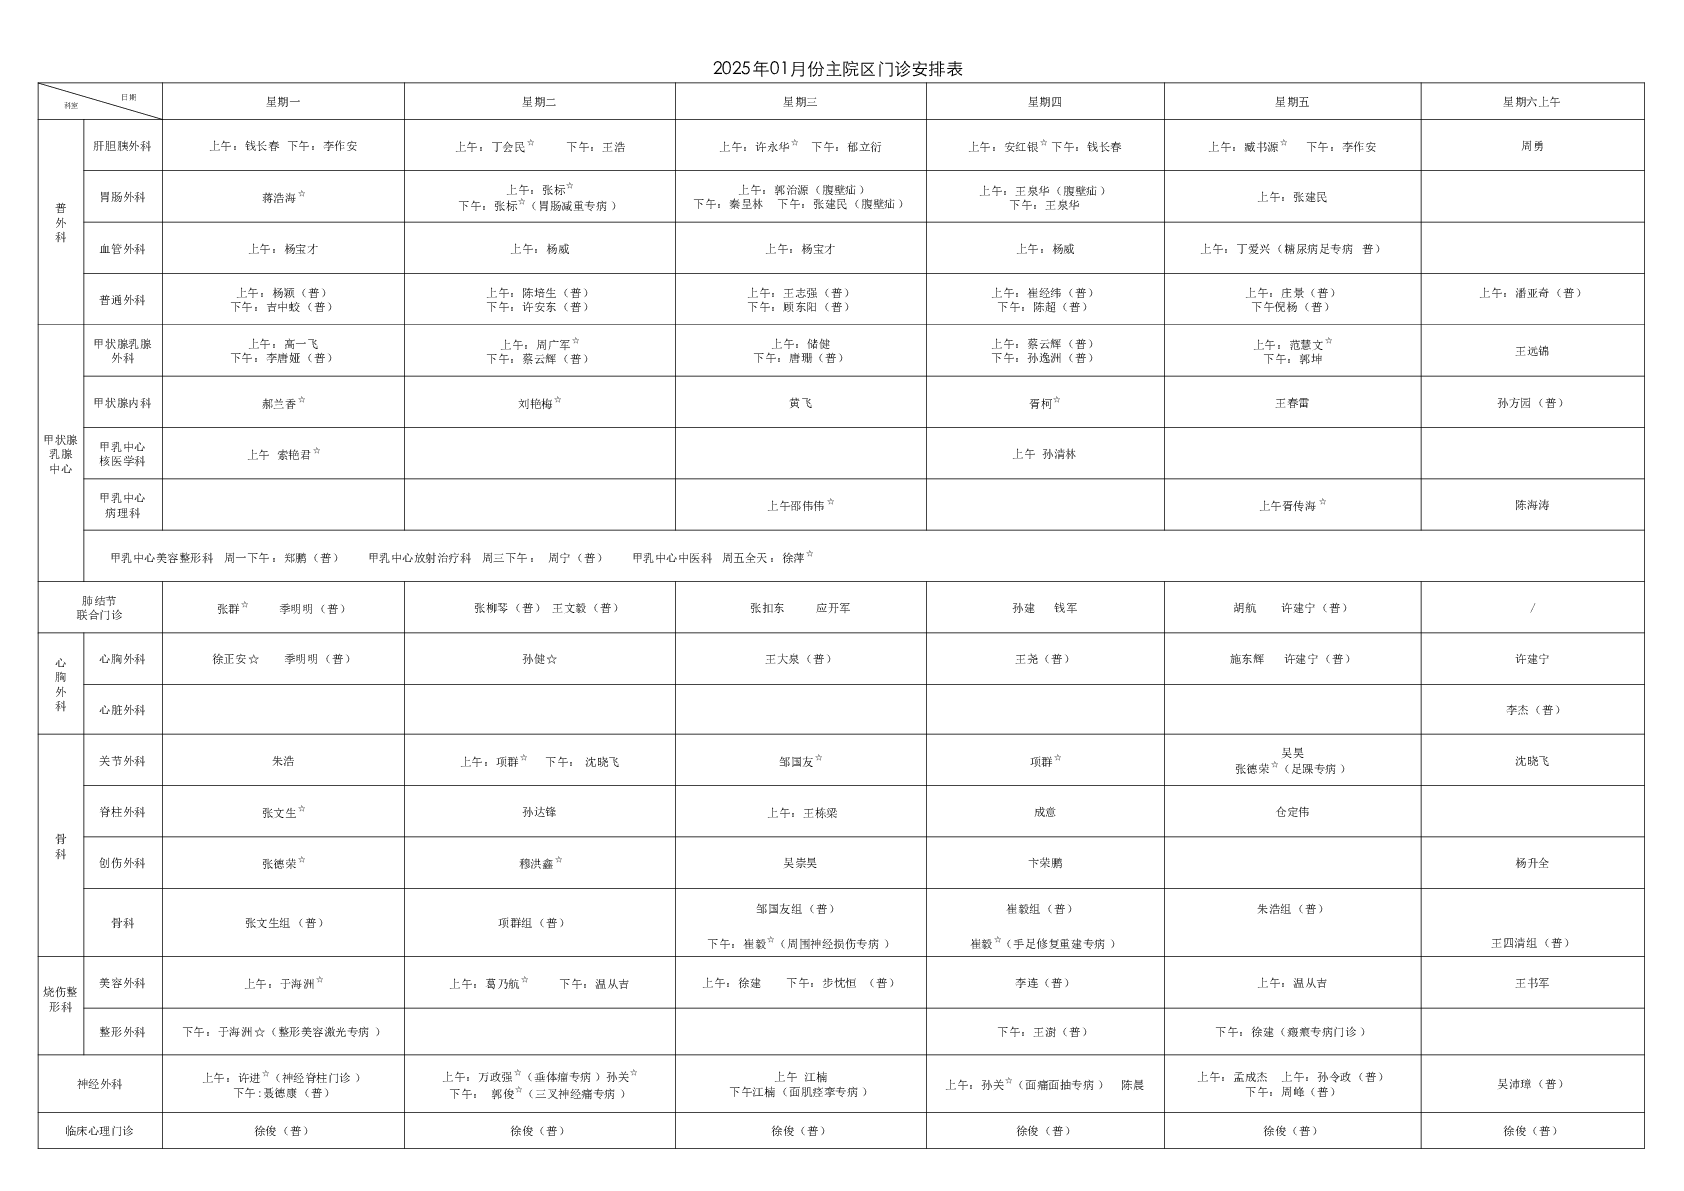 2025年01月份主院区门诊安排表
日期
科室
星期一 星期二 星期三 星期四 星期五 星期六上午
普外科
肝胆胰外科 上午：钱长春 下午：李作安 上午：丁会民☆ 下午：王浩 上午：许永华☆ 下午：郁立衍 上午：安红银☆ 下午：钱长春 上午：臧书源☆ 下午：李作安 周勇
胃肠外科 蒋浩海☆ 上午：张标☆ 上午：郭治源（腹壁疝） 上午：王泉华（腹壁疝） 上午：张建民
下午：张标☆（胃肠减重专病） 下午：秦呈林 下午：张建民（腹壁疝） 下午：王泉华
血管外科 上午：杨宝才 上午：杨威 上午：杨宝才 上午：杨威 上午：丁爱兴（糖尿病足专病 普）
普通外科 上午：杨颖（普） 上午：陈培生（普） 上午：王志强（普） 上午：崔经纬（普） 上午：庄景（普） 上午：潘亚奇（普）
下午：吉中蛟（普） 下午：许安东（普） 下午：顾东阳（普） 下午：陈超（普） 下午倪杨（普）
甲状腺乳腺中心
甲状腺乳腺 上午：高一飞 上午：周广军☆ 上午：储健 上午：蔡云辉（普） 上午：范慧文☆ 王远锦
外科 下午：李唐娅（普） 下午：蔡云辉（普） 下午：唐珊（普） 下午：孙逸洲（普） 下午：郭坤
甲状腺内科 郝兰香☆ 刘艳梅☆ 黄飞 胥柯☆ 王春雷 孙方园（普）
甲乳中心
核医学科 上午 索艳君☆ 上午 孙清林
甲乳中心
病理科 上午邵伟伟☆ 上午胥传海☆ 陈海涛
甲乳中心美容整形科 周一下午：郑鹏（普） 甲乳中心放射治疗科 周三下午： 周宁（普） 甲乳中心中医科 周五全天：徐萍☆
肺结节
联合门诊 张群☆ 季明明（普） 张柳琴（普） 王文毅（普） 张扣东 应开军 孙建 钱军 胡航 许建宁（普） /
心胸外科
心胸外科 徐正安☆ 季明明（普） 孙健☆ 王大泉（普） 王尧（普） 施东辉 许建宁（普） 许建宁
心脏外科 李杰（普）
骨科
关节外科 朱浩 上午：项群☆ 下午： 沈晓飞 邹国友☆ 项群☆ 吴昊 沈晓飞
张德荣☆（足踝专病）
脊柱外科 张文生☆ 孙达锋 上午：王栋梁 成意 仓定伟
创伤外科 张德荣☆ 穆洪鑫☆ 吴崇昊 卞荣鹏 杨升全
骨科 张文生组（普） 项群组（普） 邹国友组（普） 崔毅组（普） 朱浩组（普）
下午：崔毅☆（周围神经损伤专病） 崔毅☆（手足修复重建专病） 王四清组（普）
烧伤整形科
美容外科 上午：于海洲☆ 上午：葛乃航☆ 下午：温从吉 上午：徐建 下午：步忱恒 （普） 李连（普） 上午：温从吉 王书军
整形外科 下午：于海洲☆（整形美容激光专病） 下午：王澍（普） 下午：徐建（瘢痕专病门诊）
神经外科 上午：许进☆（神经脊柱门诊） 上午：万政强☆（垂体瘤专病）孙关☆ 上午 江楠 上午：孙关☆（面痛面抽专病） 陈晨 上午：孟成杰 上午：孙令政（普） 吴沛璋（普）
下午：聂德康（普） 下午： 郭俊☆（三叉神经痛专病） 下午江楠（面肌痉挛专病） 下午：周峰（普）
临床心理门诊 徐俊（普） 徐俊（普） 徐俊（普） 徐俊（普） 徐俊（普） 徐俊（普）